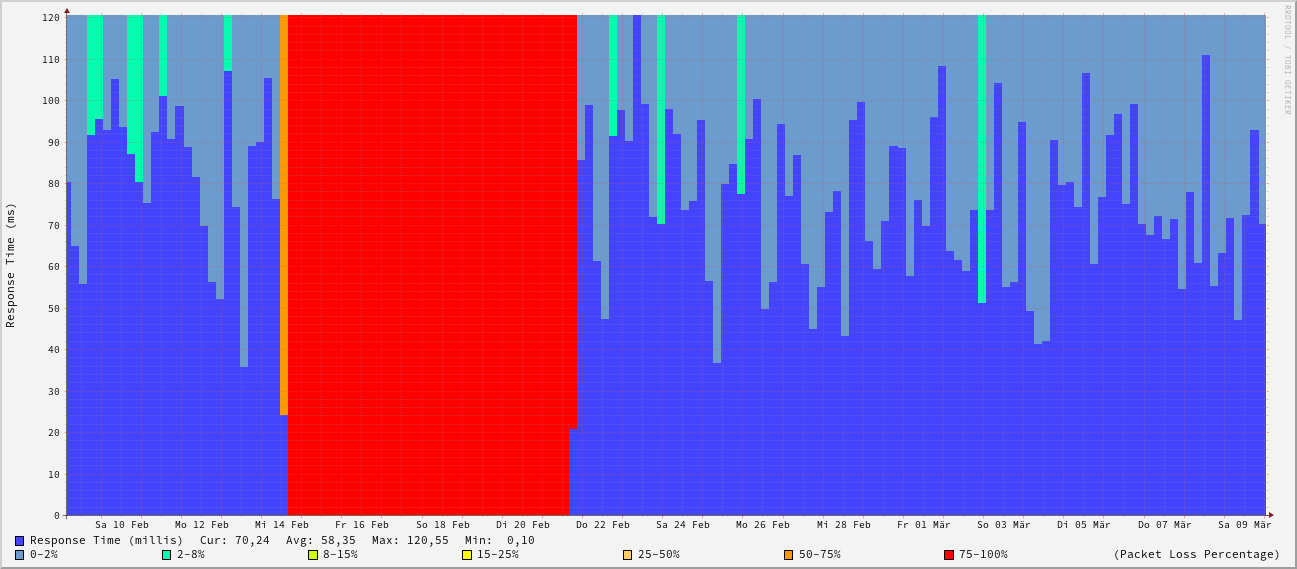 RRDTOOL / TOBI OETIKER
Response Time (ms)
120
110
100
90
80
70
60
50
40
30
20
10
0
Sa 10 Feb Mo 12 Feb Mi 14 Feb Fr 16 Feb So 18 Feb Di 20 Feb Do 22 Feb Sa 24 Feb Mo 26 Feb Mi 28 Feb Fr 01 Mär So 03 Mär Di 05 Mär Do 07 Mär Sa 09 Mär
Response Time (millis) Cur: 70,24 Avg: 58,35 Max: 120,55 Min: 0,10
0-2% 2-8% 8-15% 15-25% 25-50% 50-75% 75-100% (Packet Loss Percentage)